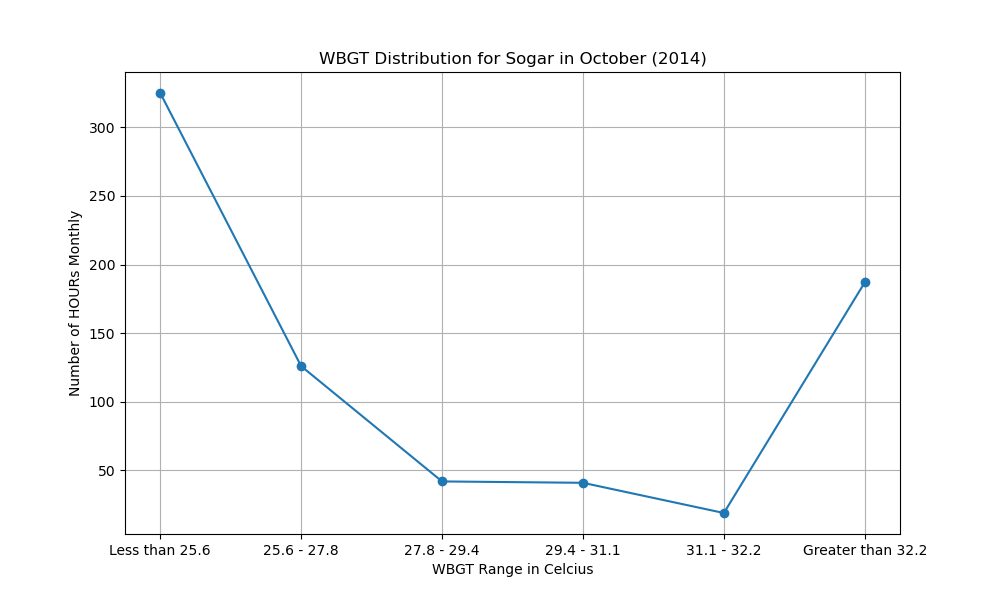 WBGT Distribution for Sogar in October (2014)
Number of HOURs Monthly
300
250
200
150
100
50
Less than 25.6 25.6 - 27.8 27.8 - 29.4 29.4 - 31.1 31.1 - 32.2 Greater than 32.2
WBGT Range in Celcius